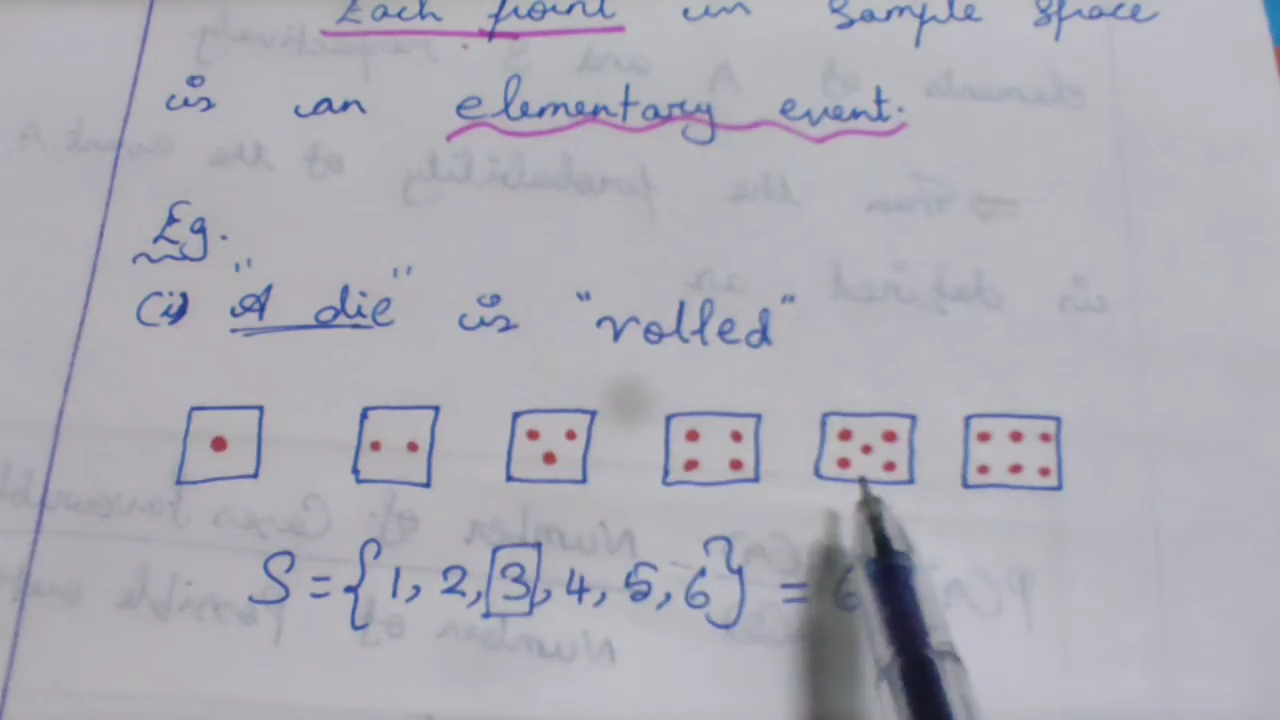 Each point in Sample Space
is an elementary event.
Eg.
(i) "A die" is "rolled"
S = {1, 2, 3, 4, 5, 6} = 6